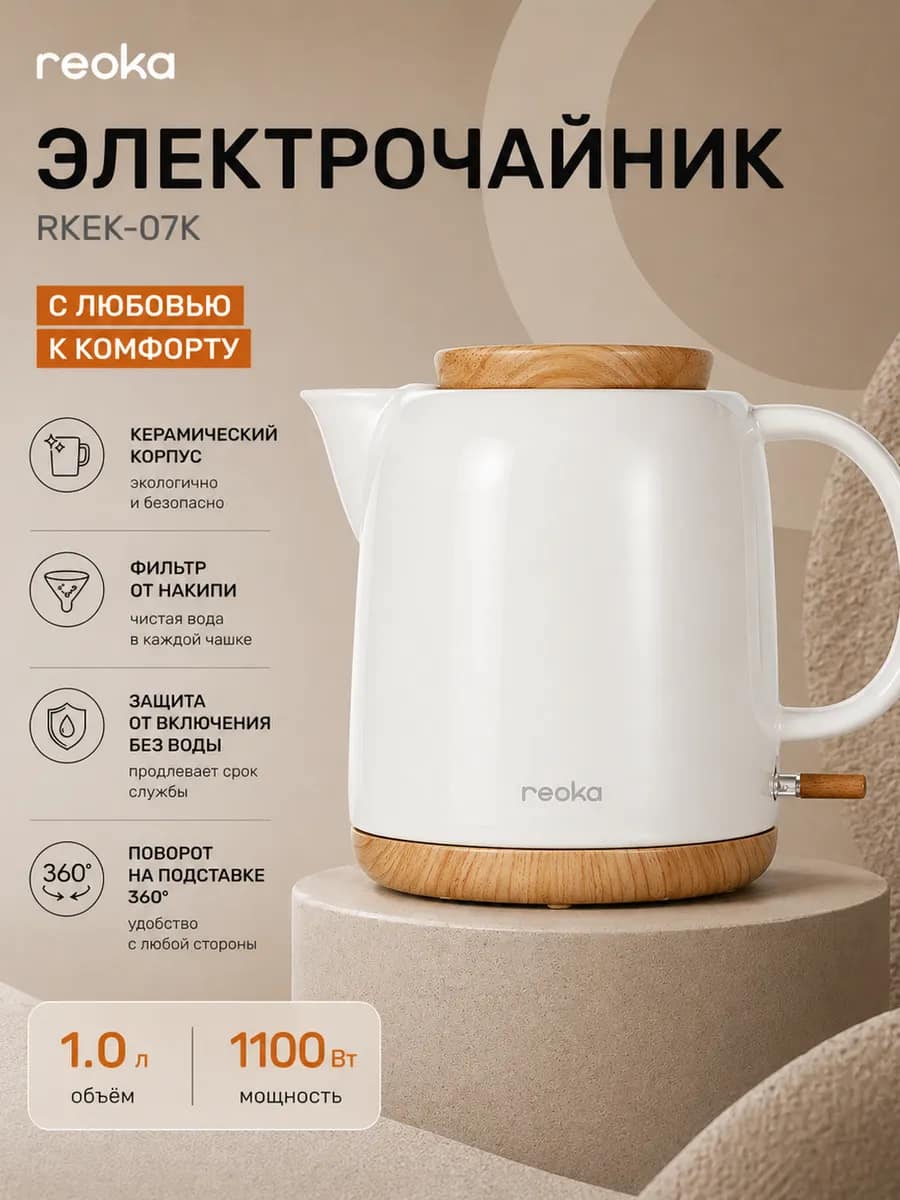 reoka
ЭЛЕКТРОЧАЙНИК
RKEK-07K
С ЛЮБОВЬЮ
К КОМФОРТУ
КЕРАМИЧЕСКИЙ
КОРПУС
экологично
и безопасно
ФИЛЬТР
ОТ НАКИПИ
чистая вода
в каждой чашке
ЗАЩИТА
ОТ ВКЛЮЧЕНИЯ
БЕЗ ВОДЫ
продлевает срок
службы
360°
ПОВОРОТ
НА ПОДСТАВКЕ
360°
удобство
с любой стороны
1.0 л
объём
1100 Вт
мощность
reoka